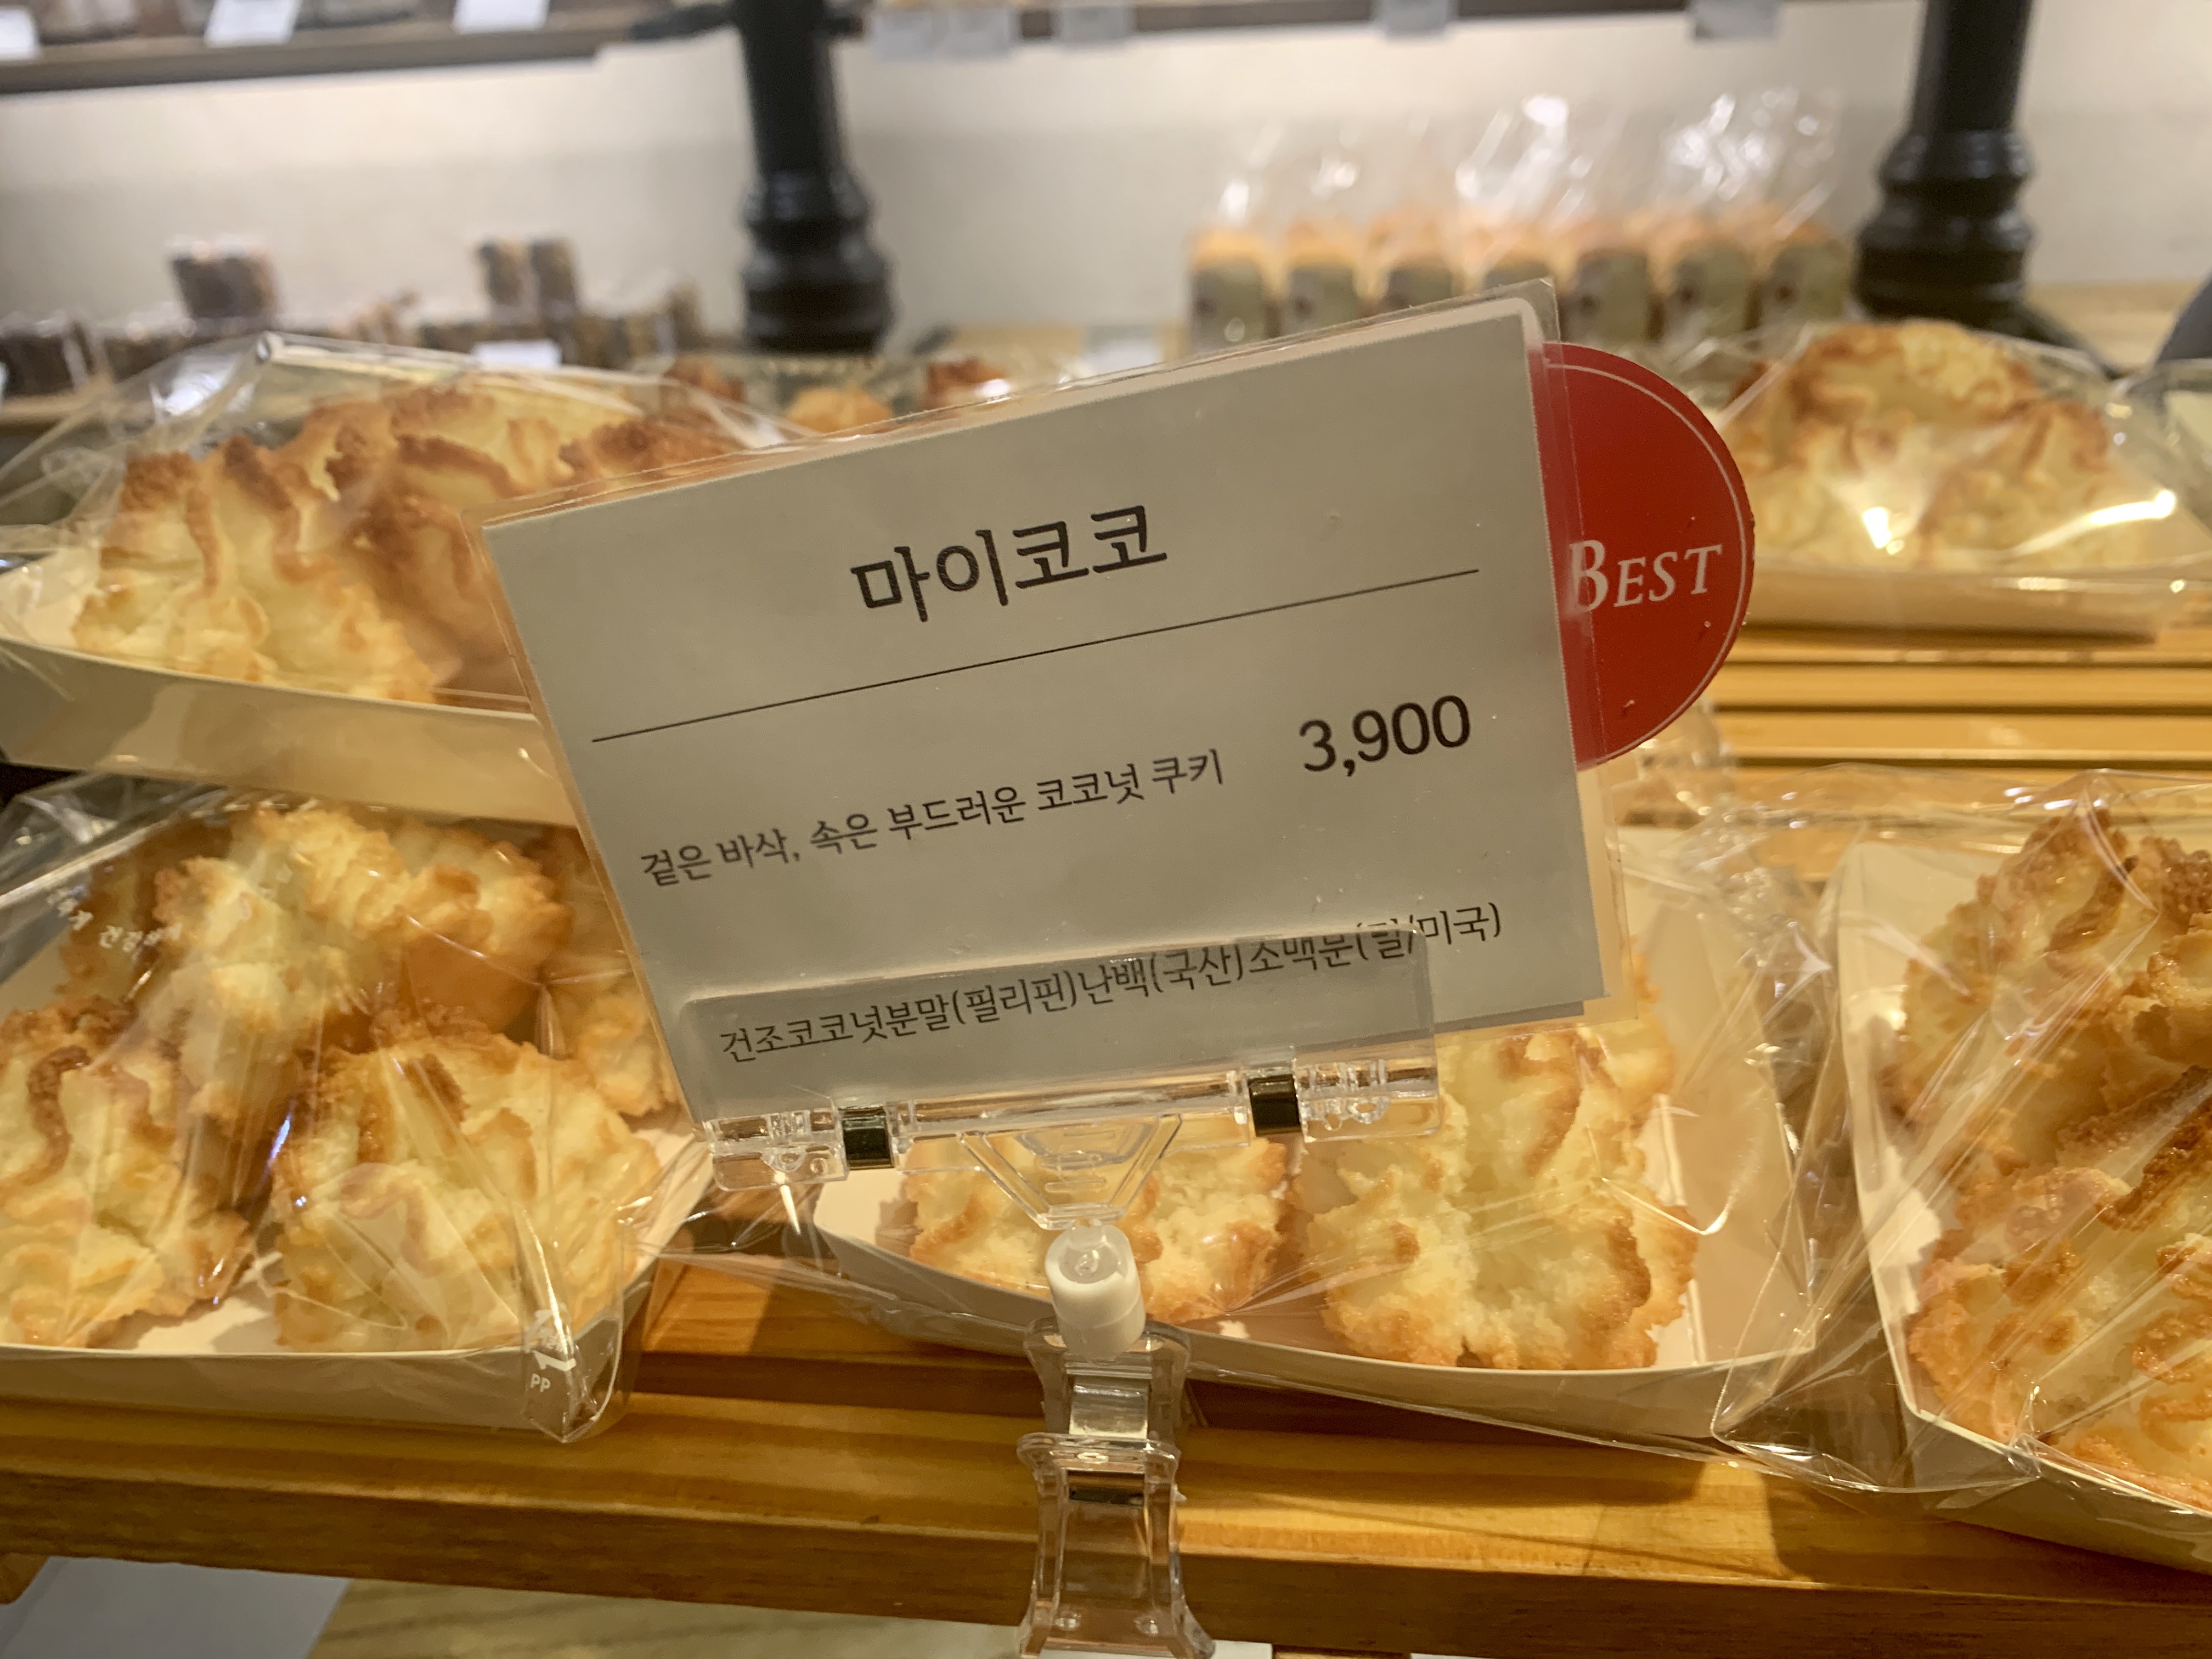 마이코코
BEST
겉은 바삭, 속은 부드러운 코코넛 쿠키 3,900
건조코코넛분말(필리핀)난백(국산)소맥분(밀/미국)
PP